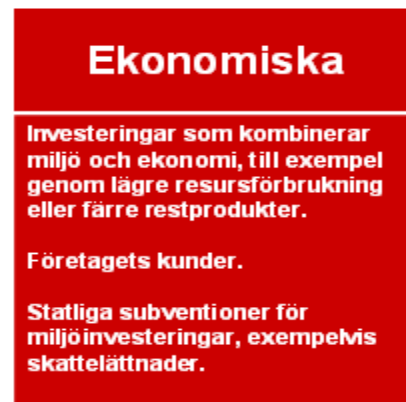 Ekonomiska
Investeringar som kombinerar
miljö och ekonomi, till exempel
genom lägre resursförbrukning
eller färre restprodukter.
Företagets kunder.
Statliga subventioner för
miljöinvesteringar, exempelvis
skattelättnader.